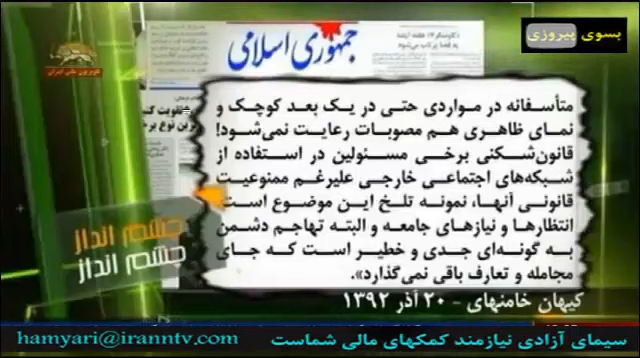 بسوی پیروزی
جمهوری اسلامی
تلویزیون ملی ایران
متأسفانه در مواردی حتی در یک بعد کوچک و
نمای ظاهری هم مصوبات رعایت نمی‌شود!
قانون‌شکنی برخی مسئولین در استفاده از
شبکه‌های اجتماعی خارجی علیرغم ممنوعیت
قانونی آنها، نمونه تلخ این موضوع است
انتظارها و نیازهای جامعه و البته تهاجم دشمن
به گونه‌ای جدی و خطیر است که جای
مجامله و تعارف باقی نمی‌گذارد».
چشم انداز
چشم انداز
کیهان خامنه‌ای - ۲۰ آذر ۱۳۹۲
سیمای آزادی نیازمند کمکهای مالی شماست hamyari@iranntv.com